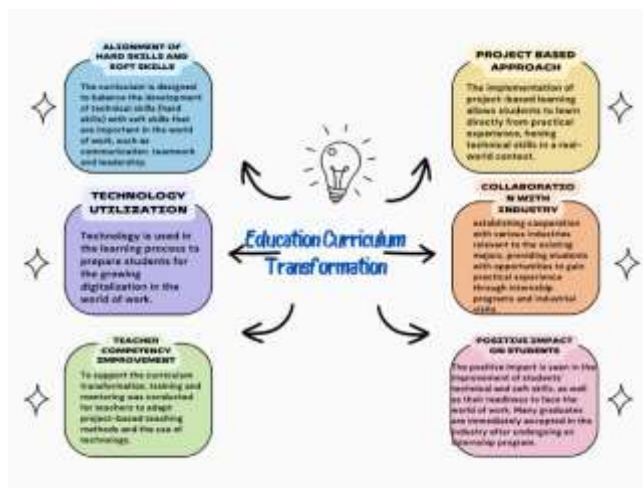 ALIGNMENT OF
HARD SKILLS AND
SOFT SKILLS
The curriculum is designed
to balance the development
of technical skills (hard
skills) with soft skills that
are important in the world
of work, such as
communication, teamwork
and leadership.
TECHNOLOGY
UTILIZATION
Technology is used in
the learning process to
prepare students for
the growing
digitalization in the
world of work.
TEACHER
COMPETENCY
IMPROVEMENT
To support the curriculum
transformation, training and
mentoring was conducted
for teachers to adapt
project-based teaching
methods and the use of
technology.
Education Curriculum
Transformation
PROJECT BASED
APPROACH
The implementation of
project-based learning
allows students to learn
directly from practical
experience, honing
technical skills in a real-
world context.
COLLABORATIO
N WITH
INDUSTRY
establishing cooperation
with various industries
relevant to the existing
majors, providing students
with opportunities to gain
practical experience
through internship
programs and industrial
visits
POSITIVE IMPACT
ON STUDENTS
The positive impact is seen in the
improvement of students'
technical and soft skills, as well
as their readiness to face the
world of work. Many graduates
are immediately accepted in the
industry after undergoing an
internship program.